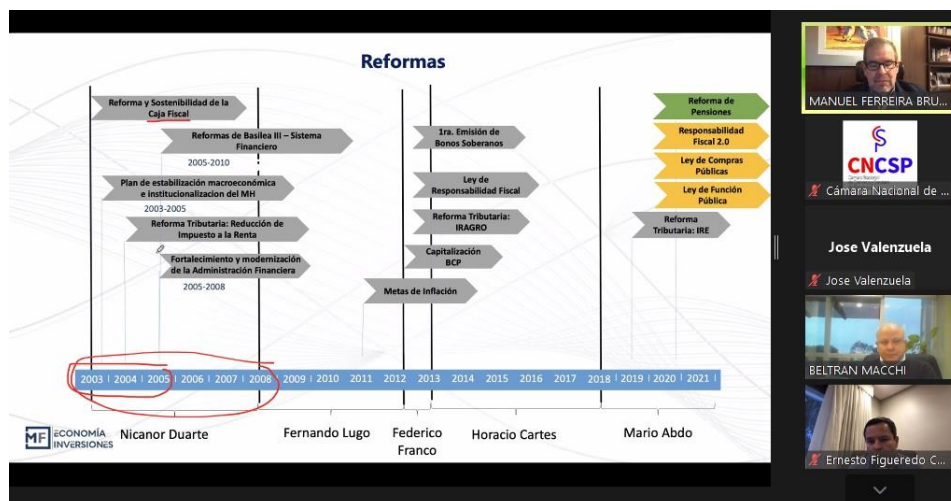 Reformas
Reforma y Sostenibilidad de la
Caja Fiscal
Reformas de Basilea III – Sistema
Financiero
2005-2010
Plan de estabilización macroeconómica
e institucionalizacion del MH
2003-2005
Reforma Tributaria: Reducción de
Impuesto a la Renta
Fortalecimiento y modernización
de la Administración Financiera
2005-2008
1ra. Emisión de
Bonos Soberanos
Ley de
Responsabilidad Fiscal
Reforma Tributaria:
IRAGRO
Capitalización
BCP
Metas de Inflación
Reforma de
Pensiones
Responsabilidad
Fiscal 2.0
Ley de Compras
Públicas
Ley de Función
Pública
Reforma
Tributaria: IRE
2003 2004 2005 2006 2007 2008 2009 2010 2011 2012 2013 2014 2015 2016 2017 2018 2019 2020 2021
Nicanor Duarte
Fernando Lugo
Federico
Franco
Horacio Cartes
Mario Abdo
MF ECONOMÍA
INVERSIONES
MANUEL FERREIRA BRU...
CNCSP
Cámara Nacional de ...
Jose Valenzuela
Jose Valenzuela
BELTRAN MACCHI
Ernesto Figueredo C...